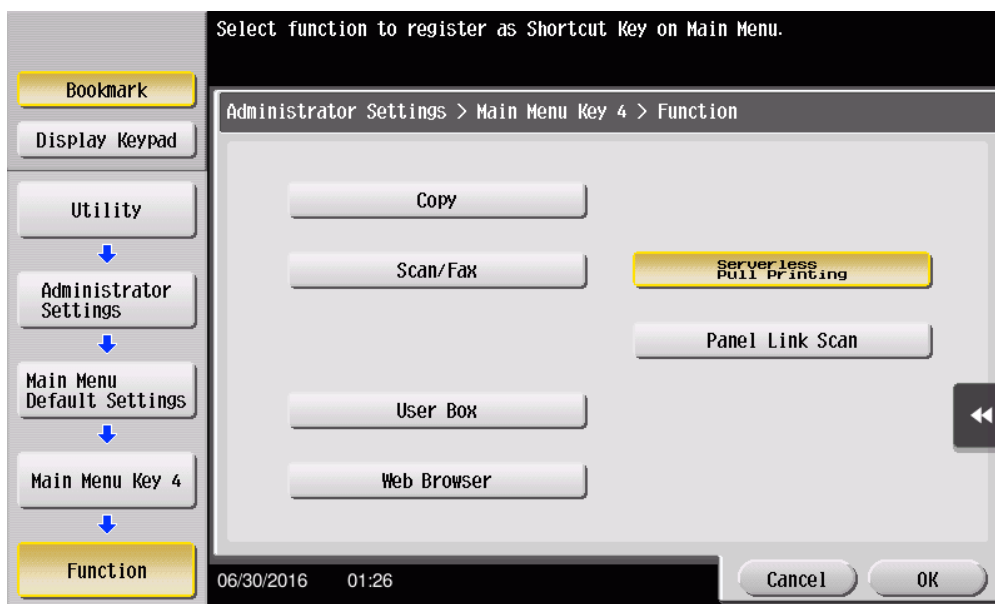 Select function to register as Shortcut Key on Main Menu.
Bookmark
Display Keypad
Administrator Settings > Main Menu Key 4 > Function
Utility
Administrator
Settings
Main Menu
Default Settings
Main Menu Key 4
Function
Copy
Scan/Fax
Serverless
Pull Printing
Panel Link Scan
User Box
Web Browser
06/30/2016 01:26
Cancel
OK